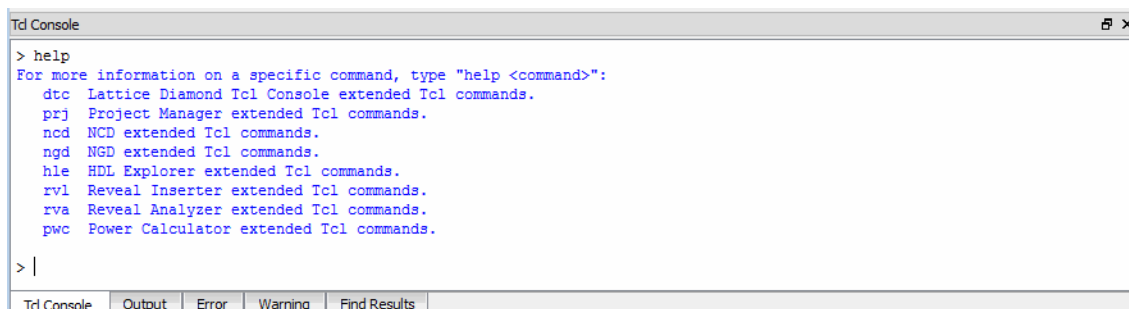 Tcl Console
> help
For more information on a specific command, type "help <command>":
dtc Lattice Diamond Tcl Console extended Tcl commands.
prj Project Manager extended Tcl commands.
ncd NCD extended Tcl commands.
ngd NGD extended Tcl commands.
hle HDL Explorer extended Tcl commands.
rvl Reveal Inserter extended Tcl commands.
rva Reveal Analyzer extended Tcl commands.
pwc Power Calculator extended Tcl commands.
>
Tcl Console Output Error Warning Find Results